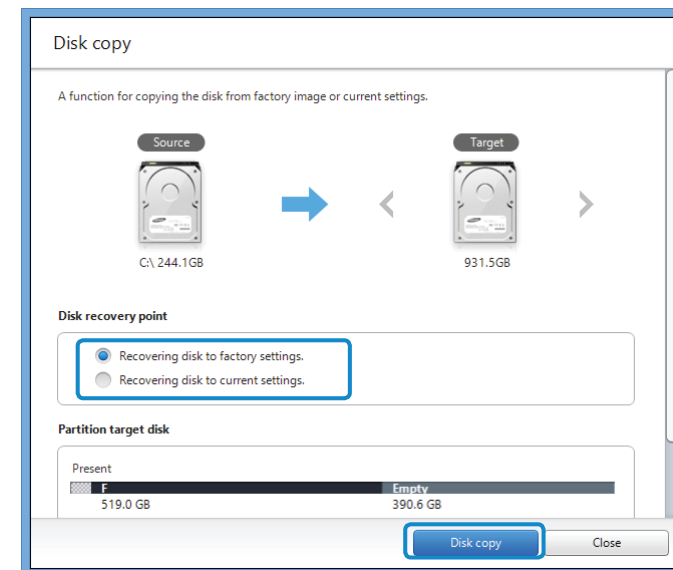 Disk copy
A function for copying the disk from factory image or current settings.
Source
Target
C:\ 244.1GB
931.5GB
Disk recovery point
Recovering disk to factory settings.
Recovering disk to current settings.
Partition target disk
Present
F
Empty
519.0 GB
390.6 GB
Disk copy
Close